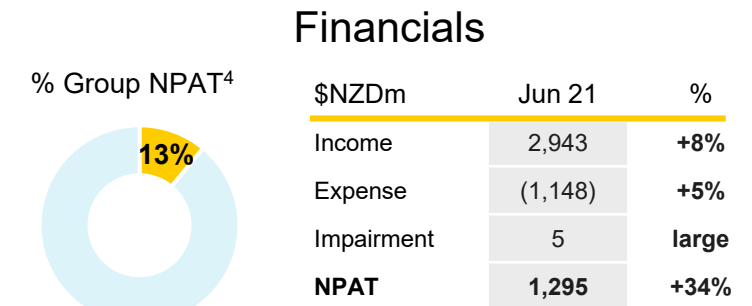 Financials
% Group NPAT4
13%
$NZDm Jun 21 %
Income 2,943 +8%
Expense (1,148) +5%
Impairment 5 large
NPAT 1,295 +34%